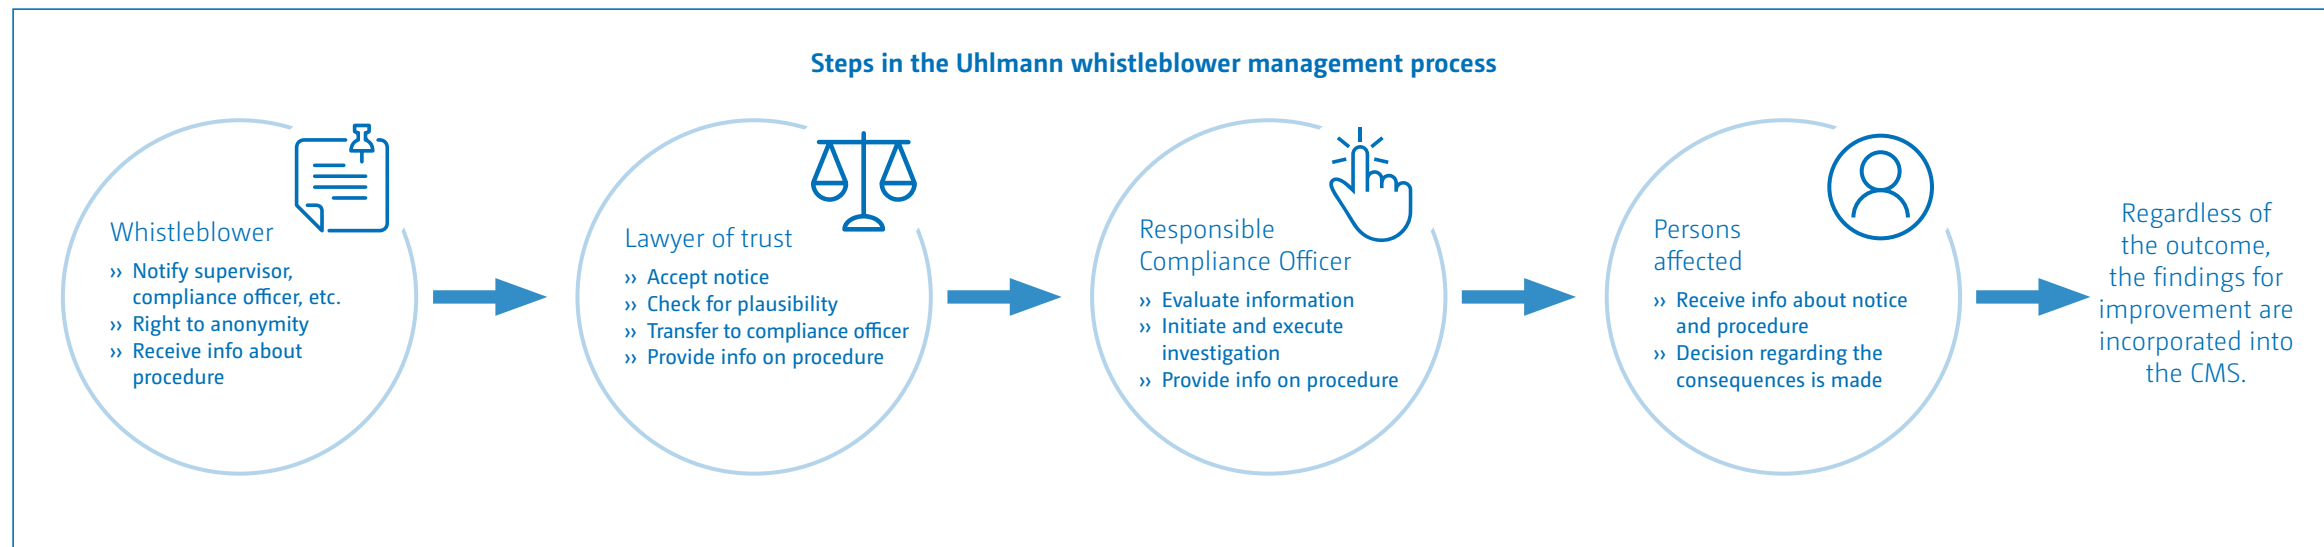 Steps in the Uhlmann whistleblower management process
Whistleblower
›› Notify supervisor,
compliance officer, etc.
›› Right to anonymity
›› Receive info about
procedure
Lawyer of trust
›› Accept notice
›› Check for plausibility
›› Transfer to compliance officer
›› Provide info on procedure
Responsible
Compliance Officer
›› Evaluate information
›› Initiate and execute
investigation
›› Provide info on procedure
Persons
affected
›› Receive info about notice
and procedure
›› Decision regarding the
consequences is made
Regardless of
the outcome,
the findings for
improvement are
incorporated into
the CMS.